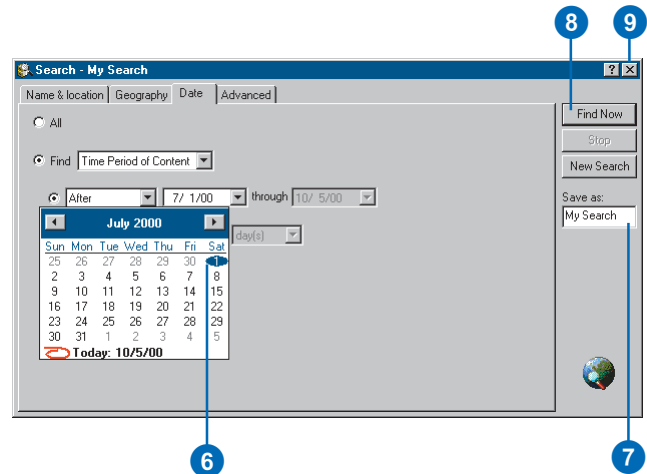 8 9
Search - My Search ? ×
Name & location Geography Date Advanced
All
Find Time Period of Content
After 7/ 1/00 through 10/ 5/00
day(s)
July 2000
Sun Mon Tue Wed Thu Fri Sat
25 26 27 28 29 30 1
2 3 4 5 6 7 8
9 10 11 12 13 14 15
16 17 18 19 20 21 22
23 24 25 26 27 28 29
30 31 1 2 3 4 5
Today: 10/5/00
Find Now
Stop
New Search
Save as:
My Search
6 7